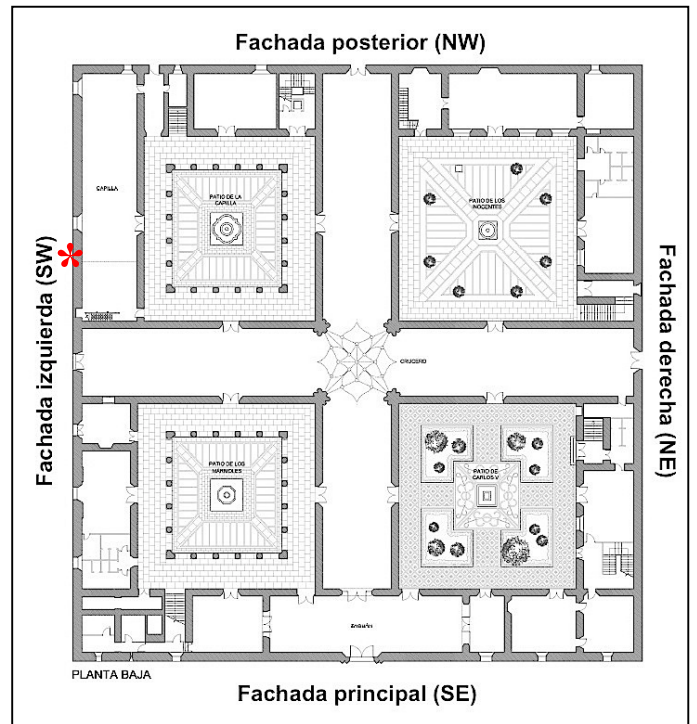 Fachada posterior (NW)
CAPILLA
PATIO DE LA
CAPILLA
PATIO DE LOS
INOCENTES
Fachada izquierda (SW)
Fachada derecha (NE)
CRUCERO
PATIO DE LOS
MÁRMOLES
PATIO DE
CARLOS V
ZAGUÁN
PLANTA BAJA
Fachada principal (SE)